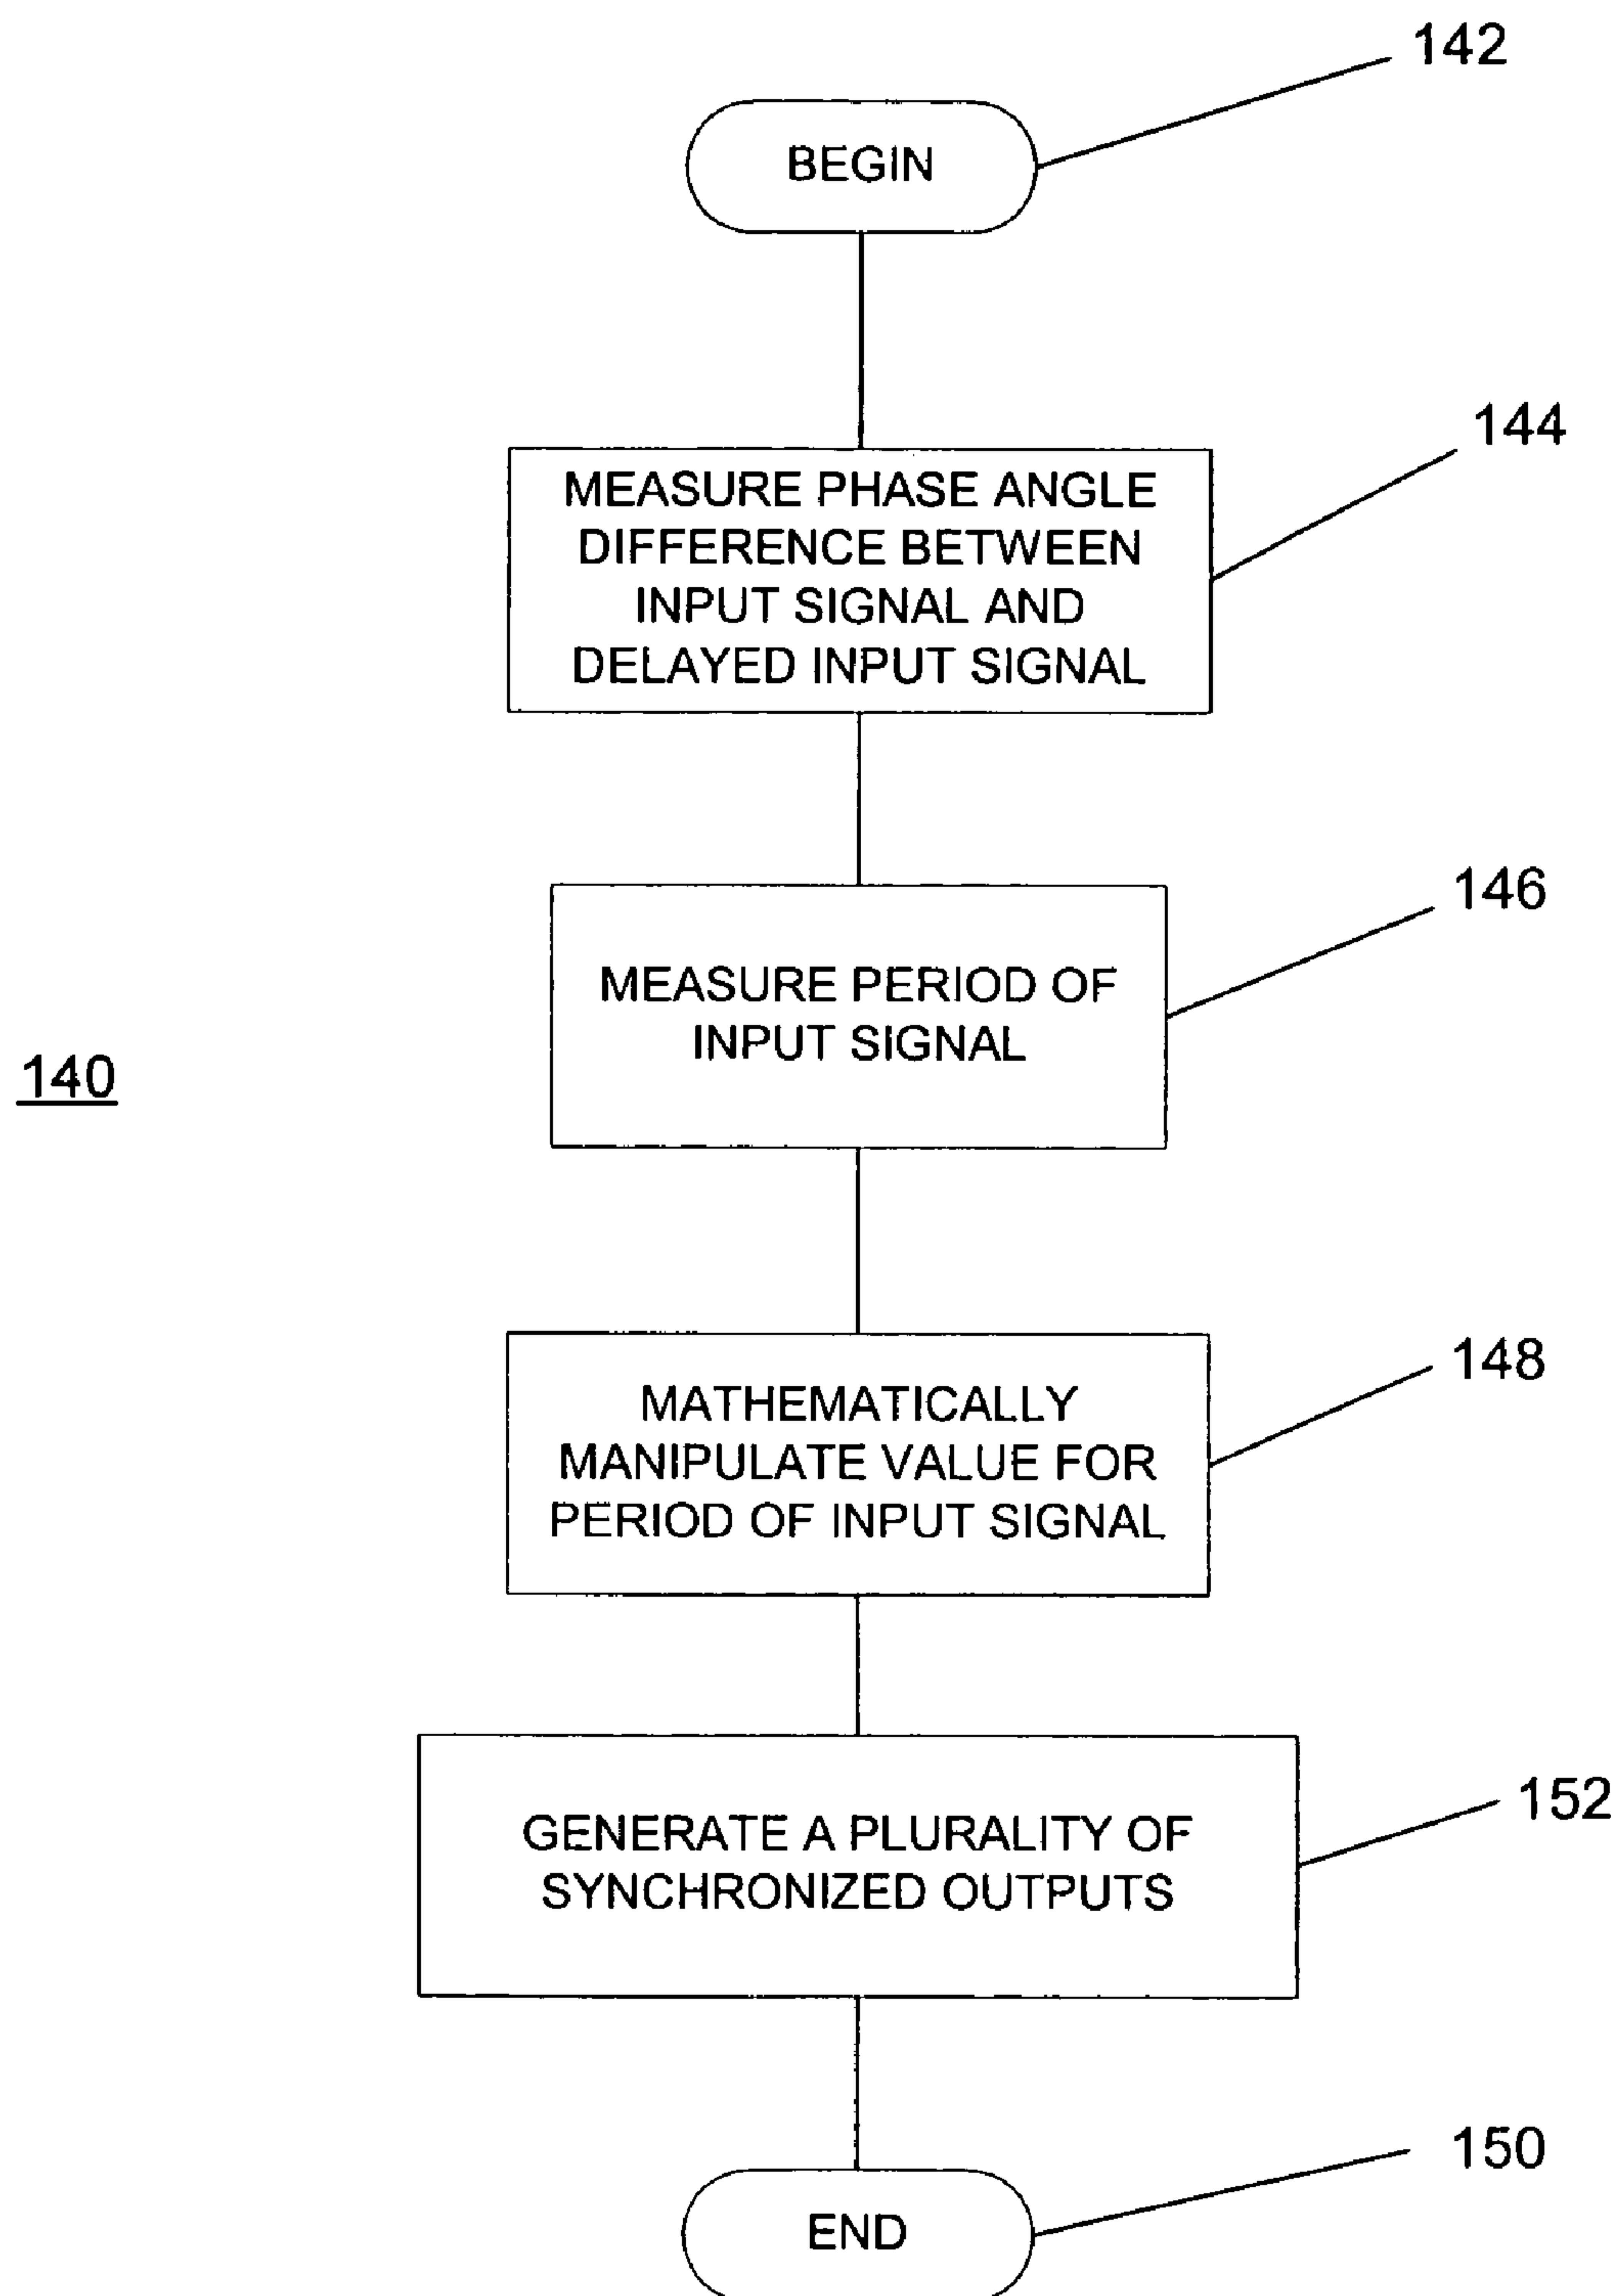 142
BEGIN
144
MEASURE PHASE ANGLE
DIFFERENCE BETWEEN
INPUT SIGNAL AND
DELAYED INPUT SIGNAL
146
MEASURE PERIOD OF
INPUT SIGNAL
140
148
MATHEMATICALLY
MANIPULATE VALUE FOR
PERIOD OF INPUT SIGNAL
152
GENERATE A PLURALITY OF
SYNCHRONIZED OUTPUTS
150
END